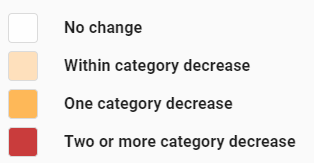 No change
Within category decrease
One category decrease
Two or more category decrease